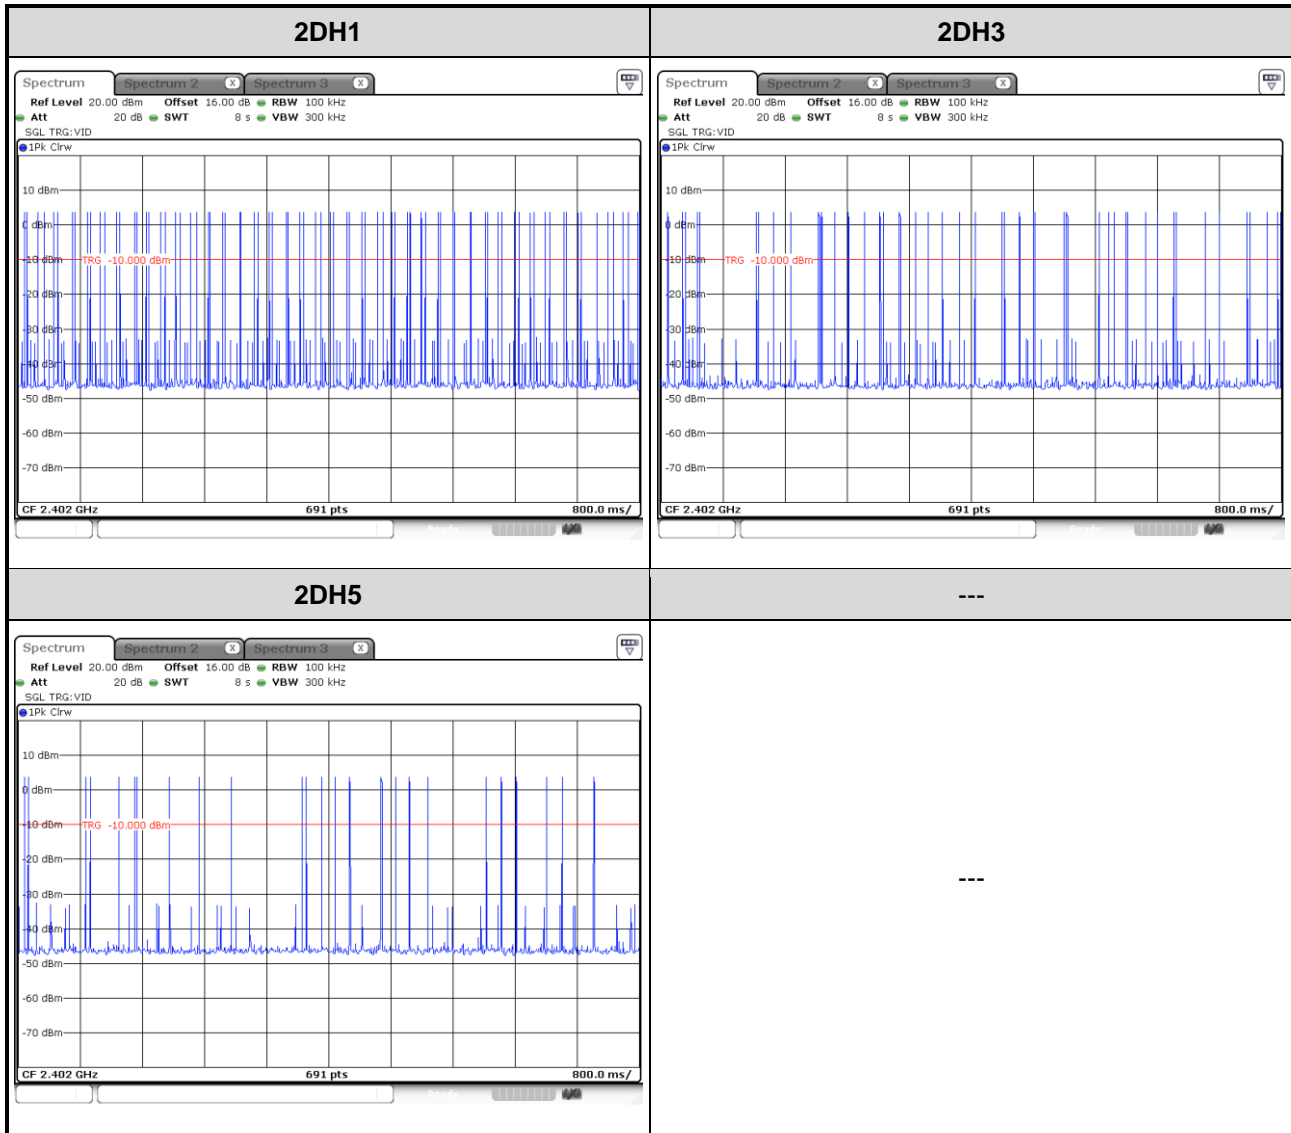 2DH1
2DH3
Spectrum Spectrum 2 X Spectrum 3 X
Ref Level 20.00 dBm Offset 16.00 dB RBW 100 kHz
Att 20 dB SWT 8 s VBW 300 kHz
SGL TRG:VID
1Pk Clrw
10 dBm
0 dBm
TRG -10.000 dBm
-10 dBm
-20 dBm
-30 dBm
-40 dBm
-50 dBm
-60 dBm
-70 dBm
CF 2.402 GHz 691 pts 800.0 ms/
Spectrum Spectrum 2 X Spectrum 3 X
Ref Level 20.00 dBm Offset 16.00 dB RBW 100 kHz
Att 20 dB SWT 8 s VBW 300 kHz
SGL TRG:VID
1Pk Clrw
10 dBm
0 dBm
TRG -10.000 dBm
-10 dBm
-20 dBm
-30 dBm
-40 dBm
-50 dBm
-60 dBm
-70 dBm
CF 2.402 GHz 691 pts 800.0 ms/
2DH5
---
Spectrum Spectrum 2 X Spectrum 3 X
Ref Level 20.00 dBm Offset 16.00 dB RBW 100 kHz
Att 20 dB SWT 8 s VBW 300 kHz
SGL TRG:VID
1Pk Clrw
10 dBm
0 dBm
-10 dBm
TRG -10.000 dBm
-20 dBm
-30 dBm
-40 dBm
-50 dBm
-60 dBm
-70 dBm
CF 2.402 GHz 691 pts 800.0 ms/
---